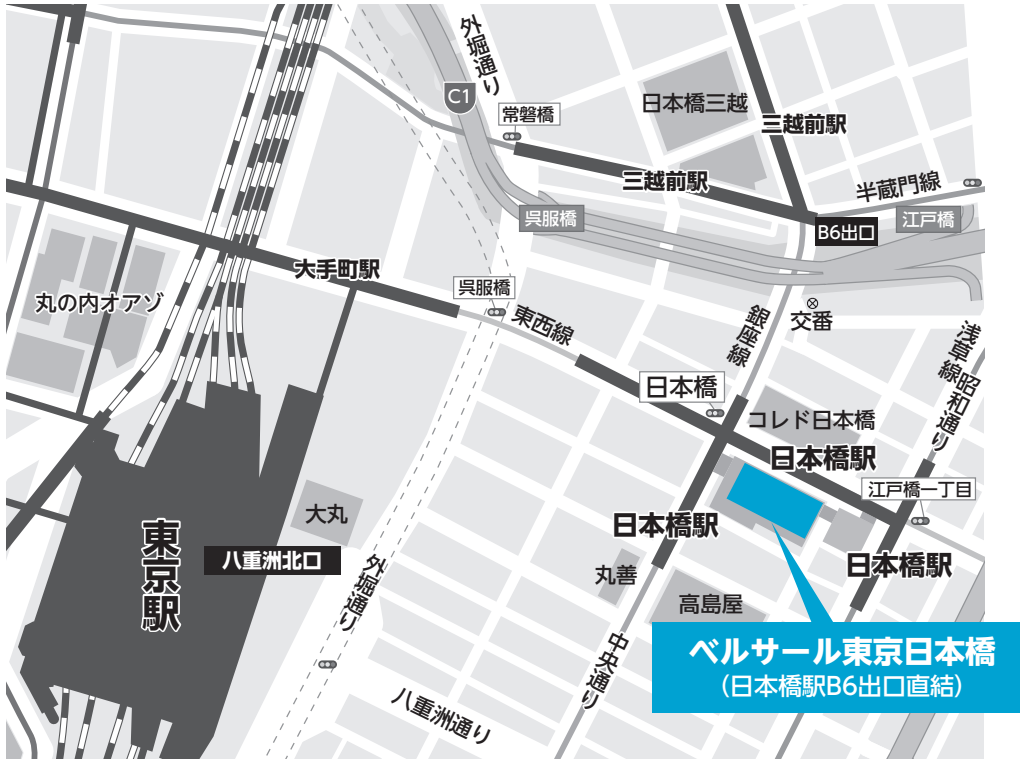 外堀通り
C1
常磐橋
日本橋三越
三越前駅
三越前駅
半蔵門線
呉服橋
B6出口
江戸橋
大手町駅
丸の内オアゾ
呉服橋
東西線
銀座線
交番
浅草線
昭和通り
日本橋
コレド日本橋
日本橋駅
江戸橋一丁目
大丸
東京駅
八重洲北口
日本橋駅
日本橋駅
外堀通り
丸善
高島屋
中央通り
八重洲通り
ベルサール東京日本橋
(日本橋駅B6出口直結)